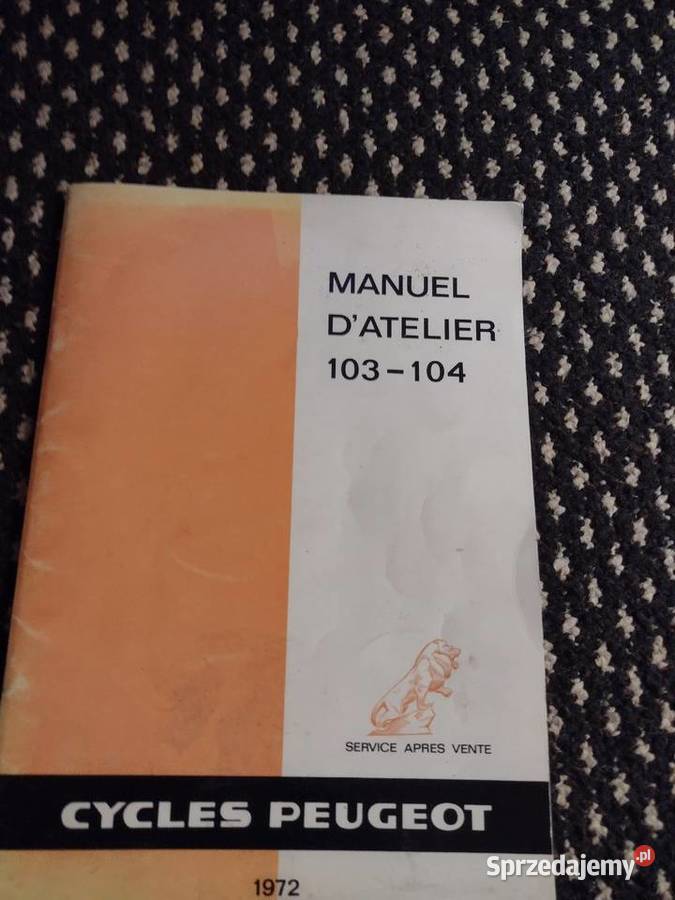 MANUEL
D'ATELIER
103-104
SERVICE APRES VENTE
CYCLES PEUGEOT
1972
Sprzedajemy.pl